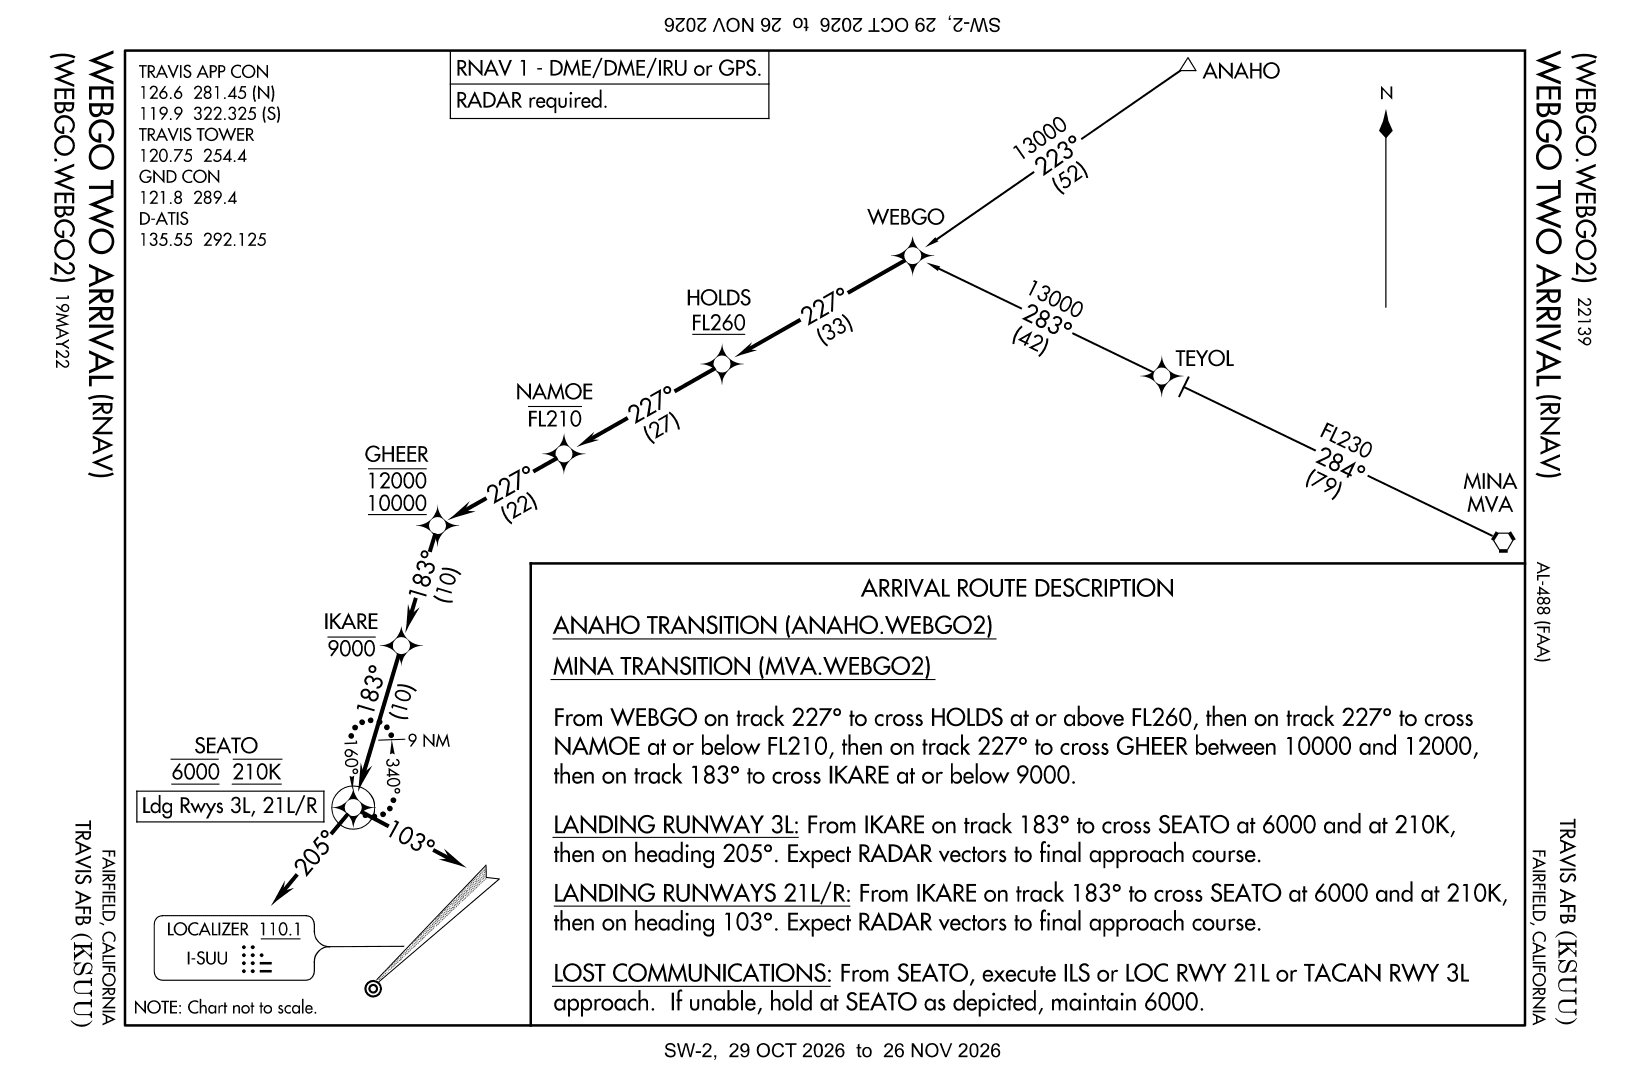 SW-2, 29 OCT 2026 to 26 NOV 2026
WEBGO TWO ARRIVAL (RNAV)
(WEBGO.WEBGO2) 19MAY22
TRAVIS AFB (KSUU)
FAIRFIELD, CALIFORNIA
(WEBGO.WEBGO2) 22139
WEBGO TWO ARRIVAL (RNAV)
AL-488 (FAA)
TRAVIS AFB (KSUU)
FAIRFIELD, CALIFORNIA
TRAVIS APP CON
126.6 281.45 (N)
119.9 322.325 (S)
TRAVIS TOWER
120.75 254.4
GND CON
121.8 289.4
D-ATIS
135.55 292.125
RNAV 1 - DME/DME/IRU or GPS.
RADAR required.
ANAHO
N
13000
223°
(52)
WEBGO
13000
283°
(42)
TEYOL
FL230
284°
(79)
MINA
MVA
227°
(33)
HOLDS
FL260
227°
(27)
NAMOE
FL210
227°
(22)
GHEER
12000
10000
183°
(10)
IKARE
9000
183°
(10)
9 NM
160°
340°
SEATO
6000 210K
Ldg Rwys 3L, 21L/R
205°
103°
LOCALIZER 110.1
I-SUU
NOTE: Chart not to scale.
ARRIVAL ROUTE DESCRIPTION
ANAHO TRANSITION (ANAHO.WEBGO2)
MINA TRANSITION (MVA.WEBGO2)
From WEBGO on track 227° to cross HOLDS at or above FL260, then on track 227° to cross
NAMOE at or below FL210, then on track 227° to cross GHEER between 10000 and 12000,
then on track 183° to cross IKARE at or below 9000.
LANDING RUNWAY 3L: From IKARE on track 183° to cross SEATO at 6000 and at 210K,
then on heading 205°. Expect RADAR vectors to final approach course.
LANDING RUNWAYS 21L/R: From IKARE on track 183° to cross SEATO at 6000 and at 210K,
then on heading 103°. Expect RADAR vectors to final approach course.
LOST COMMUNICATIONS: From SEATO, execute ILS or LOC RWY 21L or TACAN RWY 3L
approach. If unable, hold at SEATO as depicted, maintain 6000.
SW-2, 29 OCT 2026 to 26 NOV 2026